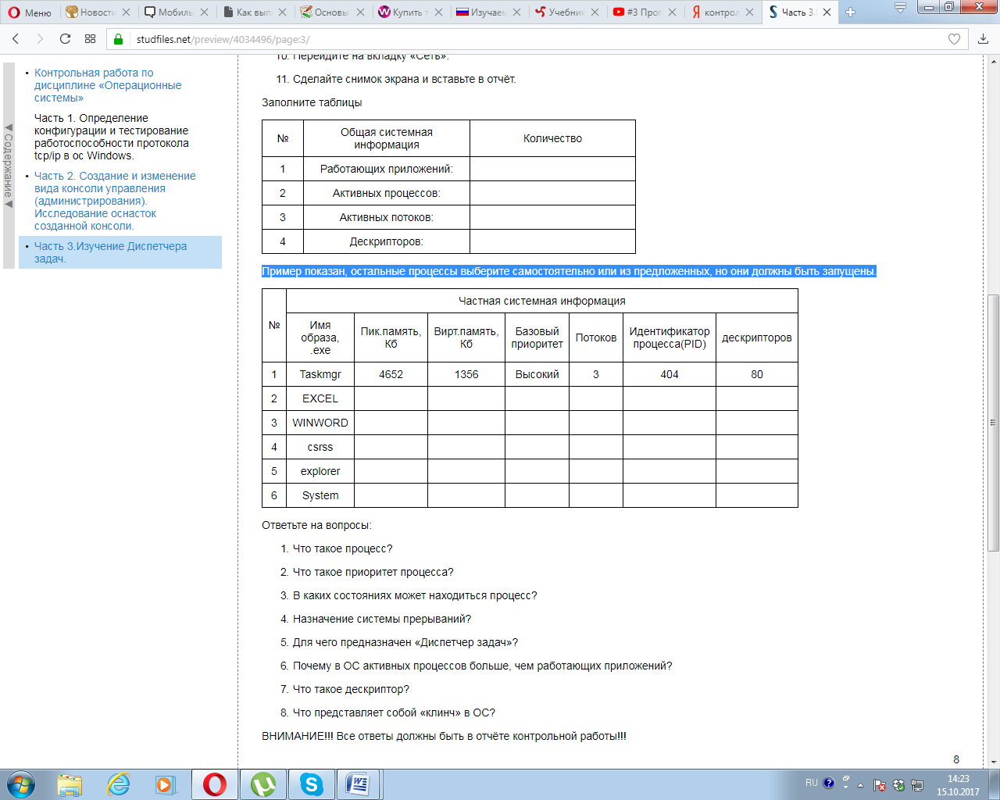 Меню
Новости
Мобиль
Как вып
Основы
Купить т
Изучаем
Учебник
#3 Прог
контрол
Часть 3.
studfiles.net/preview/4034496/page:3/
◀ Содержание ◀
• Контрольная работа по
дисциплине «Операционные
системы»
Часть 1. Определение
конфигурации и тестирование
работоспособности протокола
tcp/ip в ос Windows.
• Часть 2. Создание и изменение
вида консоли управления
(администрирования).
Исследование оснасток
созданной консоли.
• Часть 3.Изучение Диспетчера
задач.
10. Перейдите на вкладку «Сеть».
11. Сделайте снимок экрана и вставьте в отчёт.
Заполните таблицы
№ Общая системная информация Количество
1 Работающих приложений:
2 Активных процессов:
3 Активных потоков:
4 Дескрипторов:
Пример показан, остальные процессы выберите самостоятельно или из предложенных, но они должны быть запущены.
Частная системная информация
№ Имя образа, .exe Пик.память, Кб Вирт.память, Кб Базовый приоритет Потоков Идентификатор процесса(PID) дескрипторов
1 Taskmgr 4652 1356 Высокий 3 404 80
2 EXCEL
3 WINWORD
4 csrss
5 explorer
6 System
Ответьте на вопросы:
1. Что такое процесс?
2. Что такое приоритет процесса?
3. В каких состояниях может находиться процесс?
4. Назначение системы прерываний?
5. Для чего предназначен «Диспетчер задач»?
6. Почему в ОС активных процессов больше, чем работающих приложений?
7. Что такое дескриптор?
8. Что представляет собой «клинч» в ОС?
ВНИМАНИЕ!!! Все ответы должны быть в отчёте контрольной работы!!!
8
RU
14:23
15.10.2017